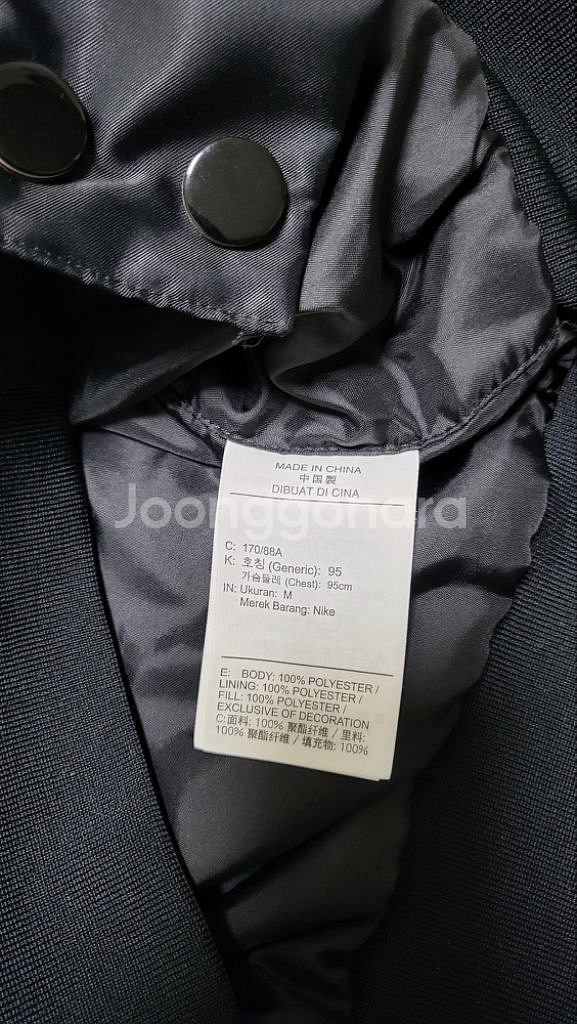 MADE IN CHINA
中国製
DIBUAT DI CINA
Joonggonara
C: 170/88A
K: 호칭 (Generic): 95
가슴둘레 (Chest): 95cm
IN: Ukuran: M
Merek Barang: Nike
E: BODY: 100% POLYESTER /
LINING: 100% POLYESTER /
FILL: 100% POLYESTER /
EXCLUSIVE OF DECORATION
C:面料: 100% 聚酯纤维 / 里料:
100% 聚酯纤维 / 填充物: 100%